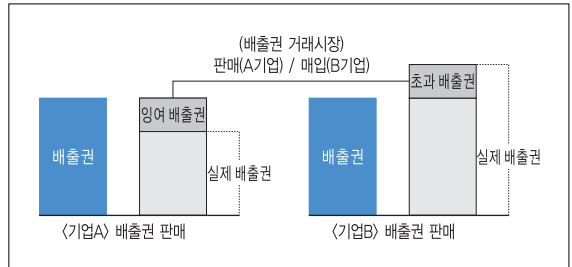 (배출권 거래시장)
판매(A기업) / 매입(B기업)
잉여 배출권
배출권
실제 배출권
<기업A> 배출권 판매
초과 배출권
배출권
실제 배출권
<기업B> 배출권 판매